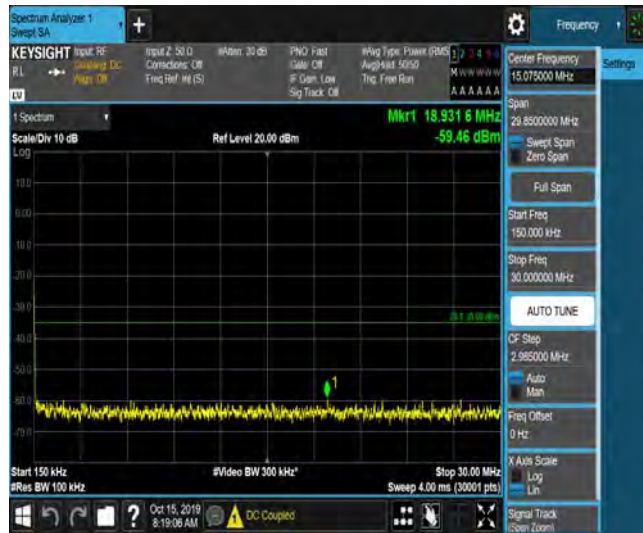 Spectrum Analyzer 1
Swept SA
+
Frequency
KEYSIGHT
Input: RF
Coupling: DC
Align: Off
Input Z: 50 Ω
Corrections: Off
Freq Ref: Int (S)
#Atten: 30 dB
PNO: Fast
Gate: Off
IF Gain: Low
Sig Track: Off
#Avg Type: Power (RMS
Avg|Hold: 50/50
Trig: Free Run
1 2 3 4 5 6
M W W W W W
A A A A A A
RL
LV
1 Spectrum
Scale/Div 10 dB
Log
Ref Level 20.00 dBm
Mkr1 18.931 6 MHz
-59.46 dBm
10.0
0.00
-10.0
-20.0
-30.0
-40.0
-50.0
-60.0
-70.0
1
Start 150 kHz
#Res BW 100 kHz
#Video BW 300 kHz*
Stop 30.00 MHz
Sweep 4.00 ms (30001 pts)
Center Frequency
15.075000 MHz
Settings
Span
29.8500000 MHz
Swept Span
Zero Span
Full Span
Start Freq
150.000 kHz
Stop Freq
30.000000 MHz
AUTO TUNE
CF Step
2.985000 MHz
Auto
Man
Freq Offset
0 Hz
X Axis Scale
Log
Lin
Signal Track
(Span Zoom)
?
Oct 15, 2019
8:19:06 AM
DC Coupled